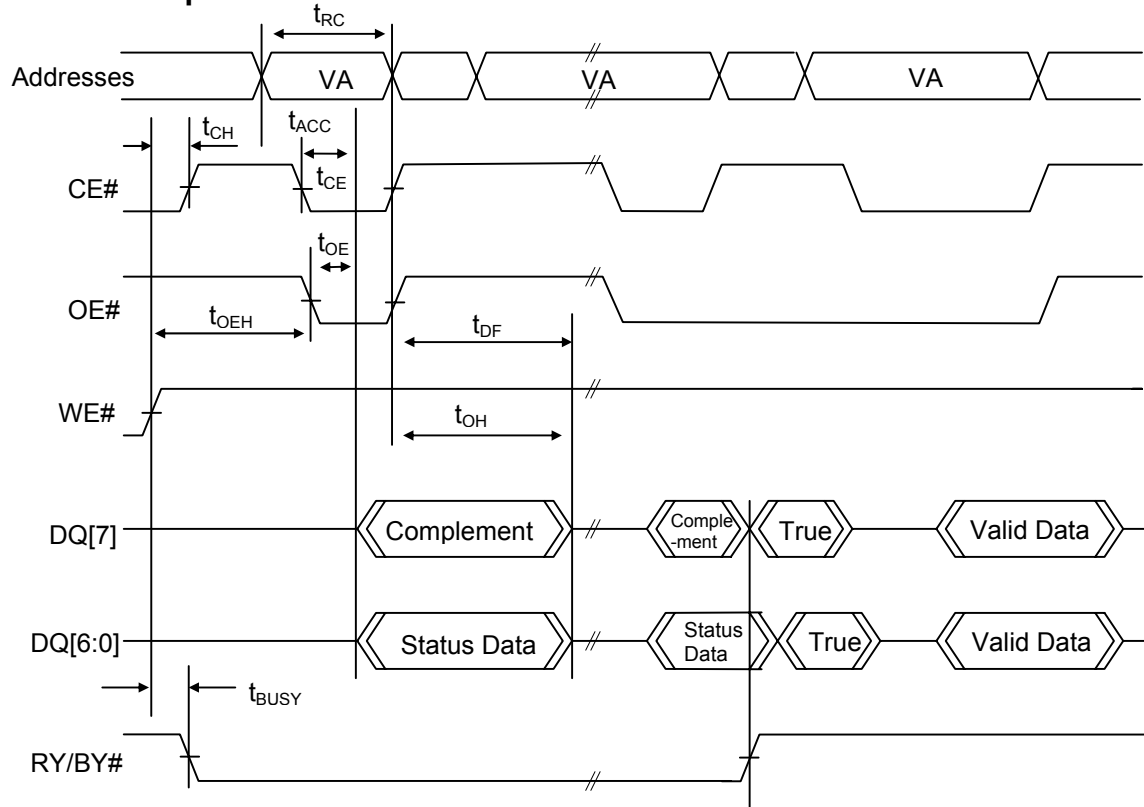 p
tRC
Addresses VA VA VA
tCH tACC
CE# tCE
tOE
OE#
tOEH tDF
WE#
tOH
DQ[7] Complement Comple-ment True Valid Data
DQ[6:0] Status Data Status Data True Valid Data
tBUSY
RY/BY#